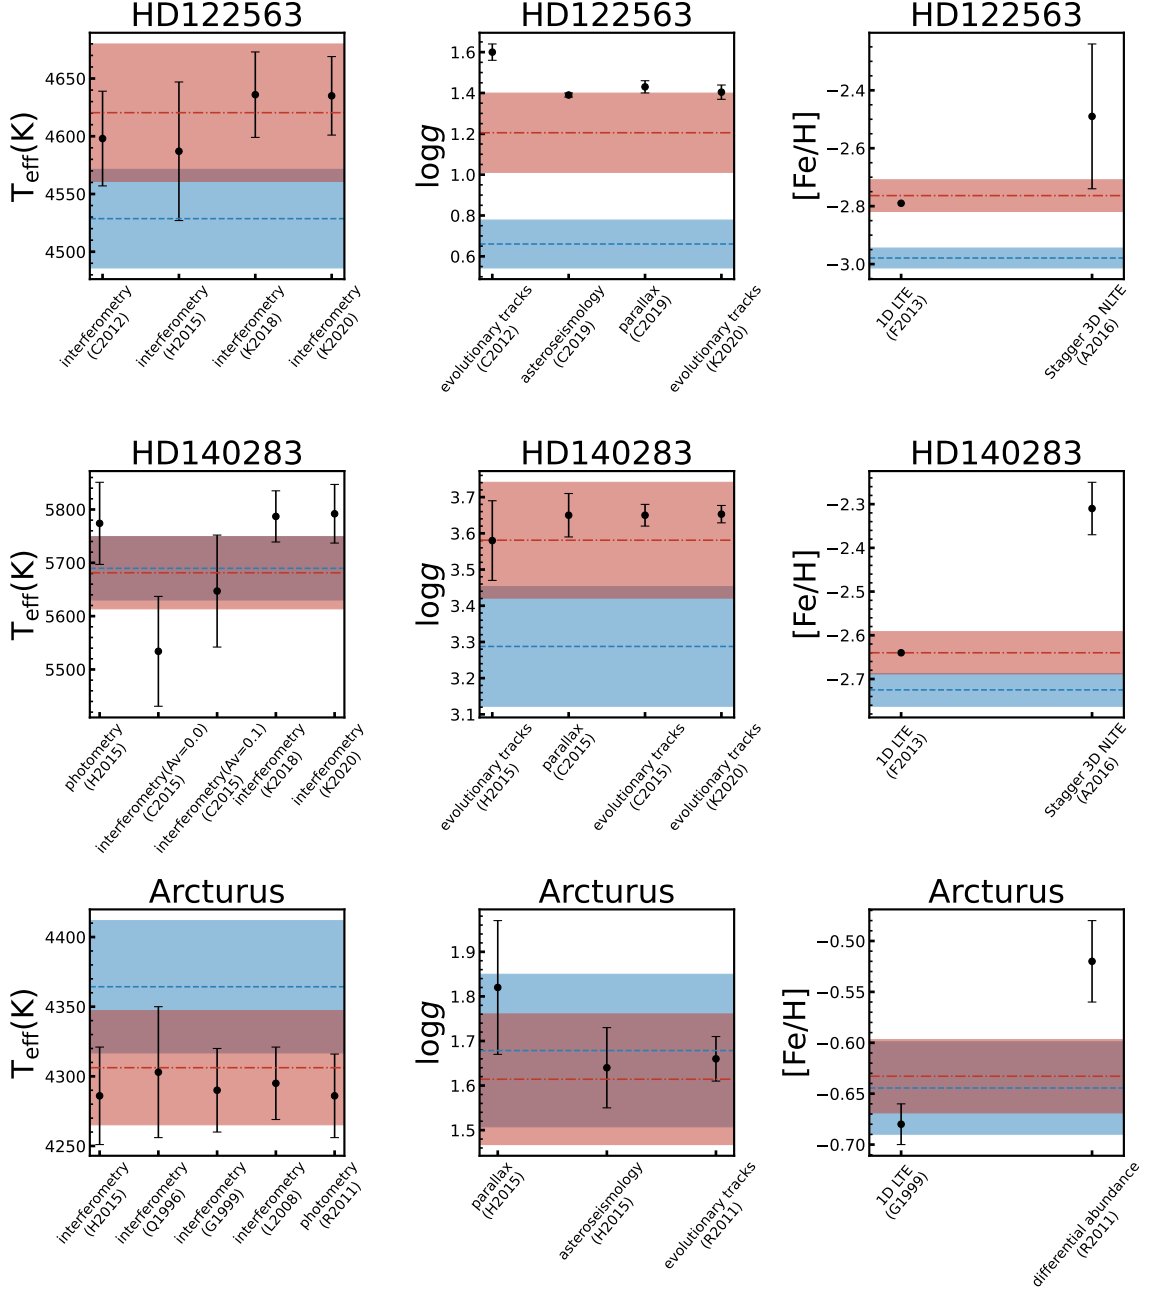 HD122563
HD122563
HD122563
T_eff(K)
4650
4600
4550
4500
interferometry
(C2012)
interferometry
(H2015)
interferometry
(K2018)
interferometry
(K2020)
logg
1.6
1.4
1.2
1.0
0.8
0.6
evolutionary tracks
(C2012)
asteroseismology
(C2019)
parallax
(C2019)
evolutionary tracks
(K2020)
[Fe/H]
−2.4
−2.6
−2.8
−3.0
1D LTE
(F2013)
Stagger 3D NLTE
(A2016)
HD140283
HD140283
HD140283
T_eff(K)
5800
5700
5600
5500
photometry
(H2015)
interferometry(Av=0.0)
(C2015)
interferometry(Av=0.1)
(C2015)
interferometry
(K2018)
interferometry
(K2020)
logg
3.7
3.6
3.5
3.4
3.3
3.2
3.1
evolutionary tracks
(H2015)
parallax
(C2015)
evolutionary tracks
(C2015)
evolutionary tracks
(K2020)
[Fe/H]
−2.3
−2.4
−2.5
−2.6
−2.7
1D LTE
(F2013)
Stagger 3D NLTE
(A2016)
Arcturus
Arcturus
Arcturus
T_eff(K)
4400
4350
4300
4250
interferometry
(H2015)
interferometry
(Q1996)
interferometry
(G1999)
interferometry
(L2008)
photometry
(R2011)
logg
1.9
1.8
1.7
1.6
1.5
parallax
(H2015)
asteroseismology
(H2015)
evolutionary tracks
(R2011)
[Fe/H]
−0.50
−0.55
−0.60
−0.65
−0.70
1D LTE
(G1999)
differential abundance
(R2011)